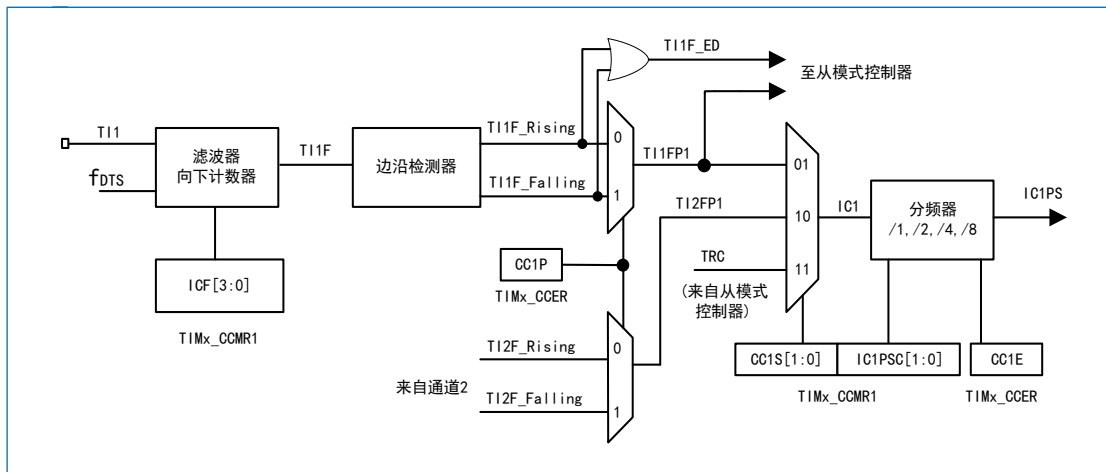 TI1F_ED
至从模式控制器
TI1
fDTS
滤波器
向下计数器
TI1F
边沿检测器
TI1F_Rising
TI1F_Falling
0
1
TI1FP1
TI2FP1
TRC
(来自从模式
控制器)
01
10
11
IC1
分频器
/1,/2,/4,/8
IC1PS
ICF[3:0]
TIMx_CCMR1
CC1P
TIMx_CCER
TI2F_Rising
来自通道2
TI2F_Falling
0
1
CC1S[1:0]
IC1PSC[1:0]
CC1E
TIMx_CCMR1
TIMx_CCER